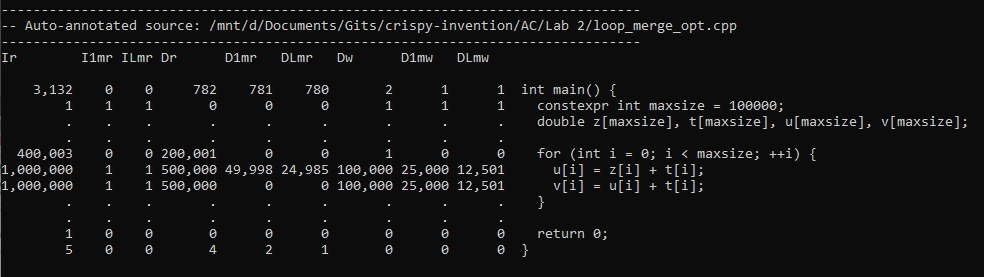 --------------------------------------------------------------------------------
-- Auto-annotated source: /mnt/d/Documents/Gits/crispy-invention/AC/Lab 2/loop_merge_opt.cpp
--------------------------------------------------------------------------------
Ir I1mr ILmr Dr D1mr DLmr Dw D1mw DLmw
3,132 0 0 782 781 780 2 1 1 int main() {
1 1 1 0 0 0 1 1 1 constexpr int maxsize = 100000;
. . . . . . . . . double z[maxsize], t[maxsize], u[maxsize], v[maxsize];
. . . . . . . . .
400,003 0 0 200,001 0 0 1 0 0 for (int i = 0; i < maxsize; ++i) {
1,000,000 1 1 500,000 49,998 24,985 100,000 25,000 12,501 u[i] = z[i] + t[i];
1,000,000 1 1 500,000 0 0 100,000 25,000 12,501 v[i] = u[i] + t[i];
. . . . . . . . . }
. . . . . . . . .
1 0 0 0 0 0 0 0 0 return 0;
5 0 0 4 2 1 0 0 0 }